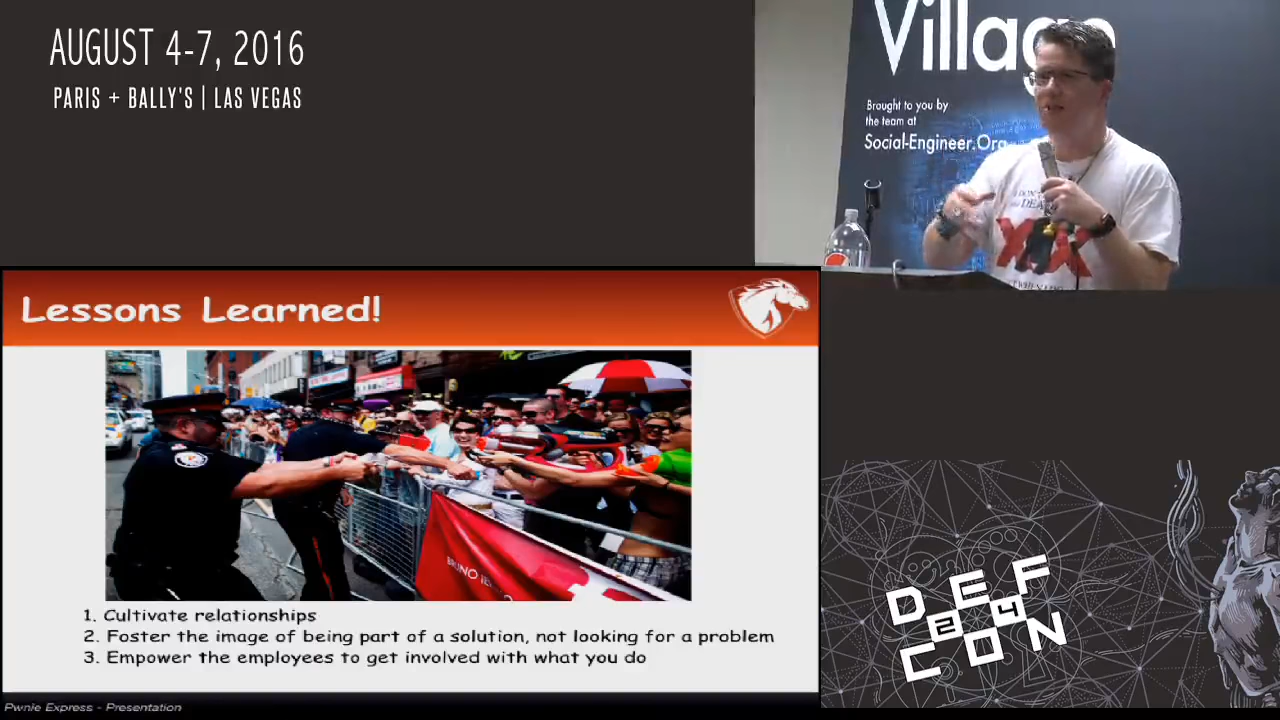 AUGUST 4-7, 2016
PARIS + BALLY'S | LAS VEGAS
Village
Brought to you by
the team at
Social-Engineer.Org
Lessons Learned!
1. Cultivate relationships
2. Foster the image of being part of a solution, not looking for a problem
3. Empower the employees to get involved with what you do
Pwnie Express - Presentation
DEF
24
CON